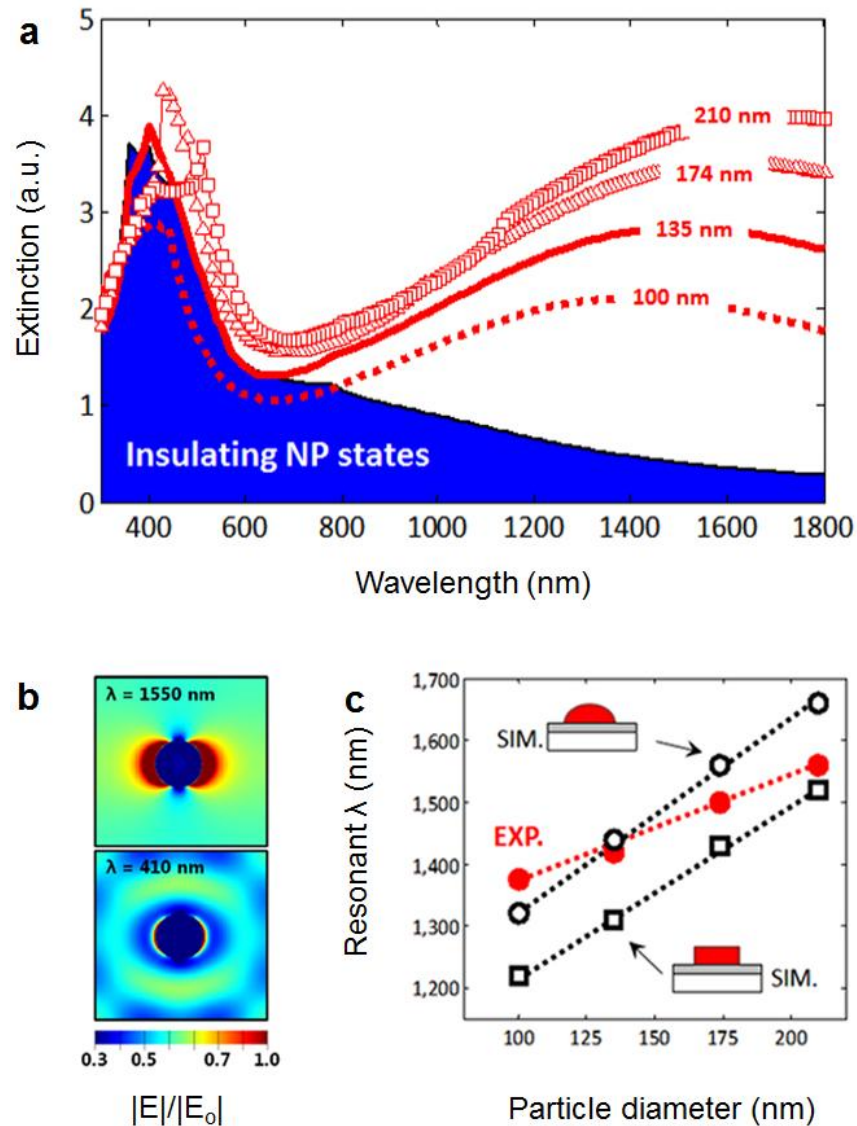 a
5
4
3
2
1
0
Extinction (a.u.)
210 nm
174 nm
135 nm
100 nm
Insulating NP states
400 600 800 1000 1200 1400 1600 1800
Wavelength (nm)
b
λ = 1550 nm
λ = 410 nm
0.3 0.5 0.7 1.0
|E|/|Eₒ|
c
1,700
1,600
1,500
1,400
1,300
1,200
Resonant λ (nm)
SIM.
EXP.
SIM.
100 125 150 175 200
Particle diameter (nm)